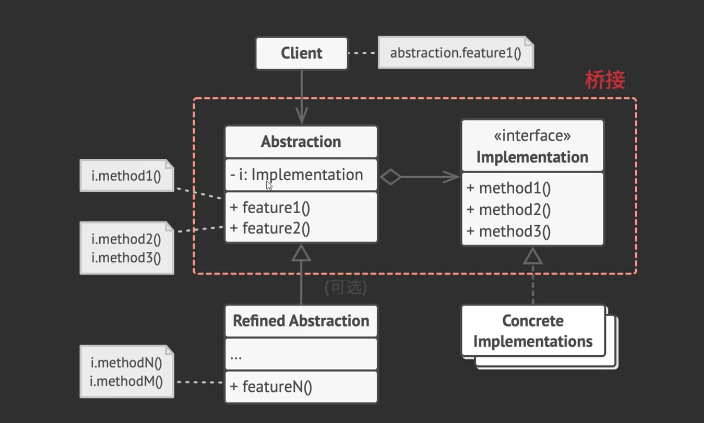 Client
abstraction.feature1()
桥接
Abstraction
- i: Implementation
+ feature1()
+ feature2()
«interface»
Implementation
+ method1()
+ method2()
+ method3()
i.method1()
i.method2()
i.method3()
(可选)
Refined Abstraction
...
+ featureN()
Concrete
Implementations
i.methodN()
i.methodM()